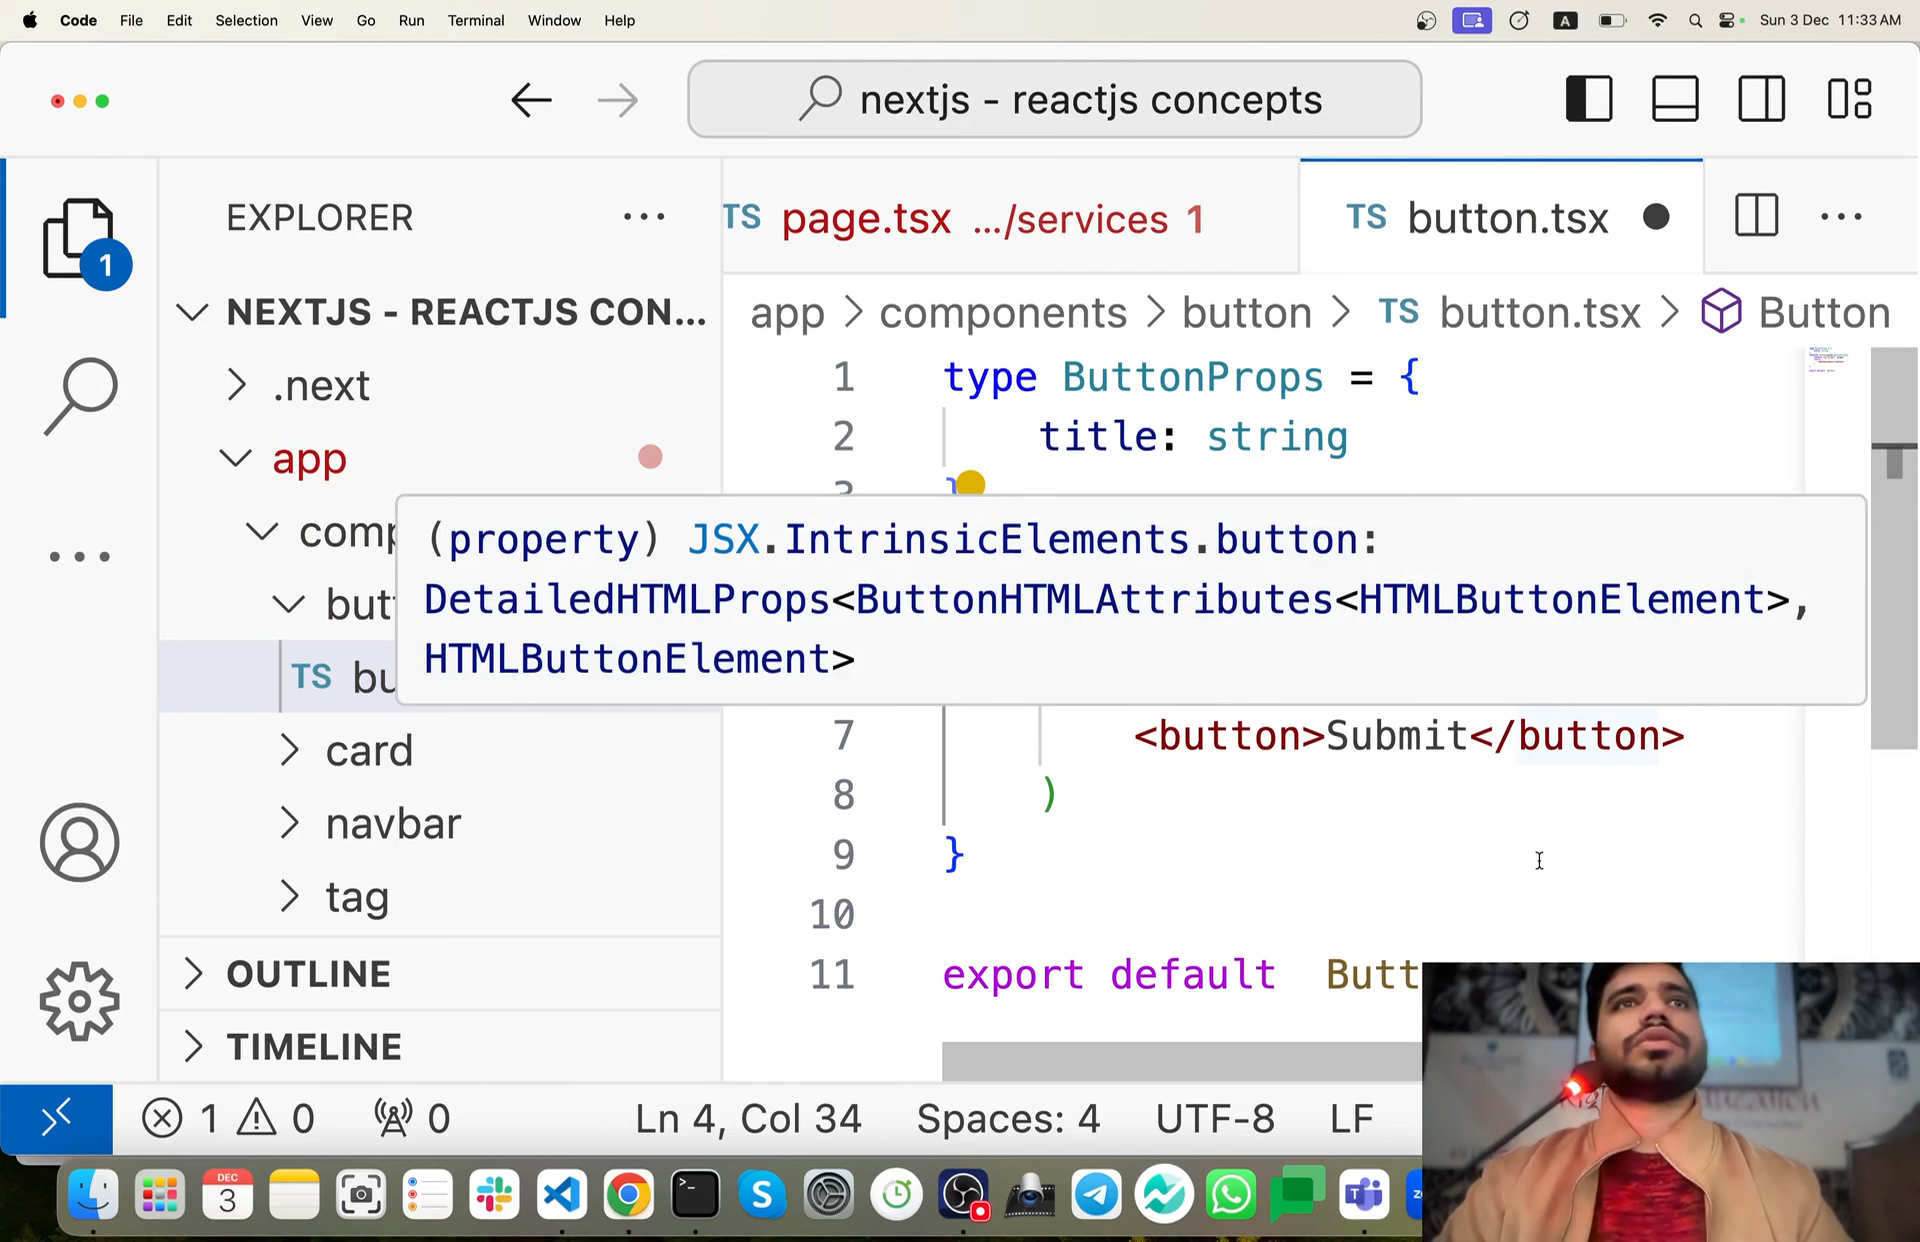 Code File Edit Selection View Go Run Terminal Window Help A Sun 3 Dec 11:33 AM
nextjs - reactjs concepts
EXPLORER
TS page.tsx .../services 1
TS button.tsx
1
NEXTJS - REACTJS CON...
app > components > button > TS button.tsx > Button
.next
app
comp
but
TS bu
card
navbar
tag
OUTLINE
TIMELINE
1 type ButtonProps = {
2 title: string
3 }
(property) JSX.IntrinsicElements.button:
DetailedHTMLProps<ButtonHTMLAttributes<HTMLButtonElement>,
HTMLButtonElement>
7 <button>Submit</button>
8 )
9 }
10
11 export default Butt
1 0 0 Ln 4, Col 34 Spaces: 4 UTF-8 LF
DEC
3
S
T